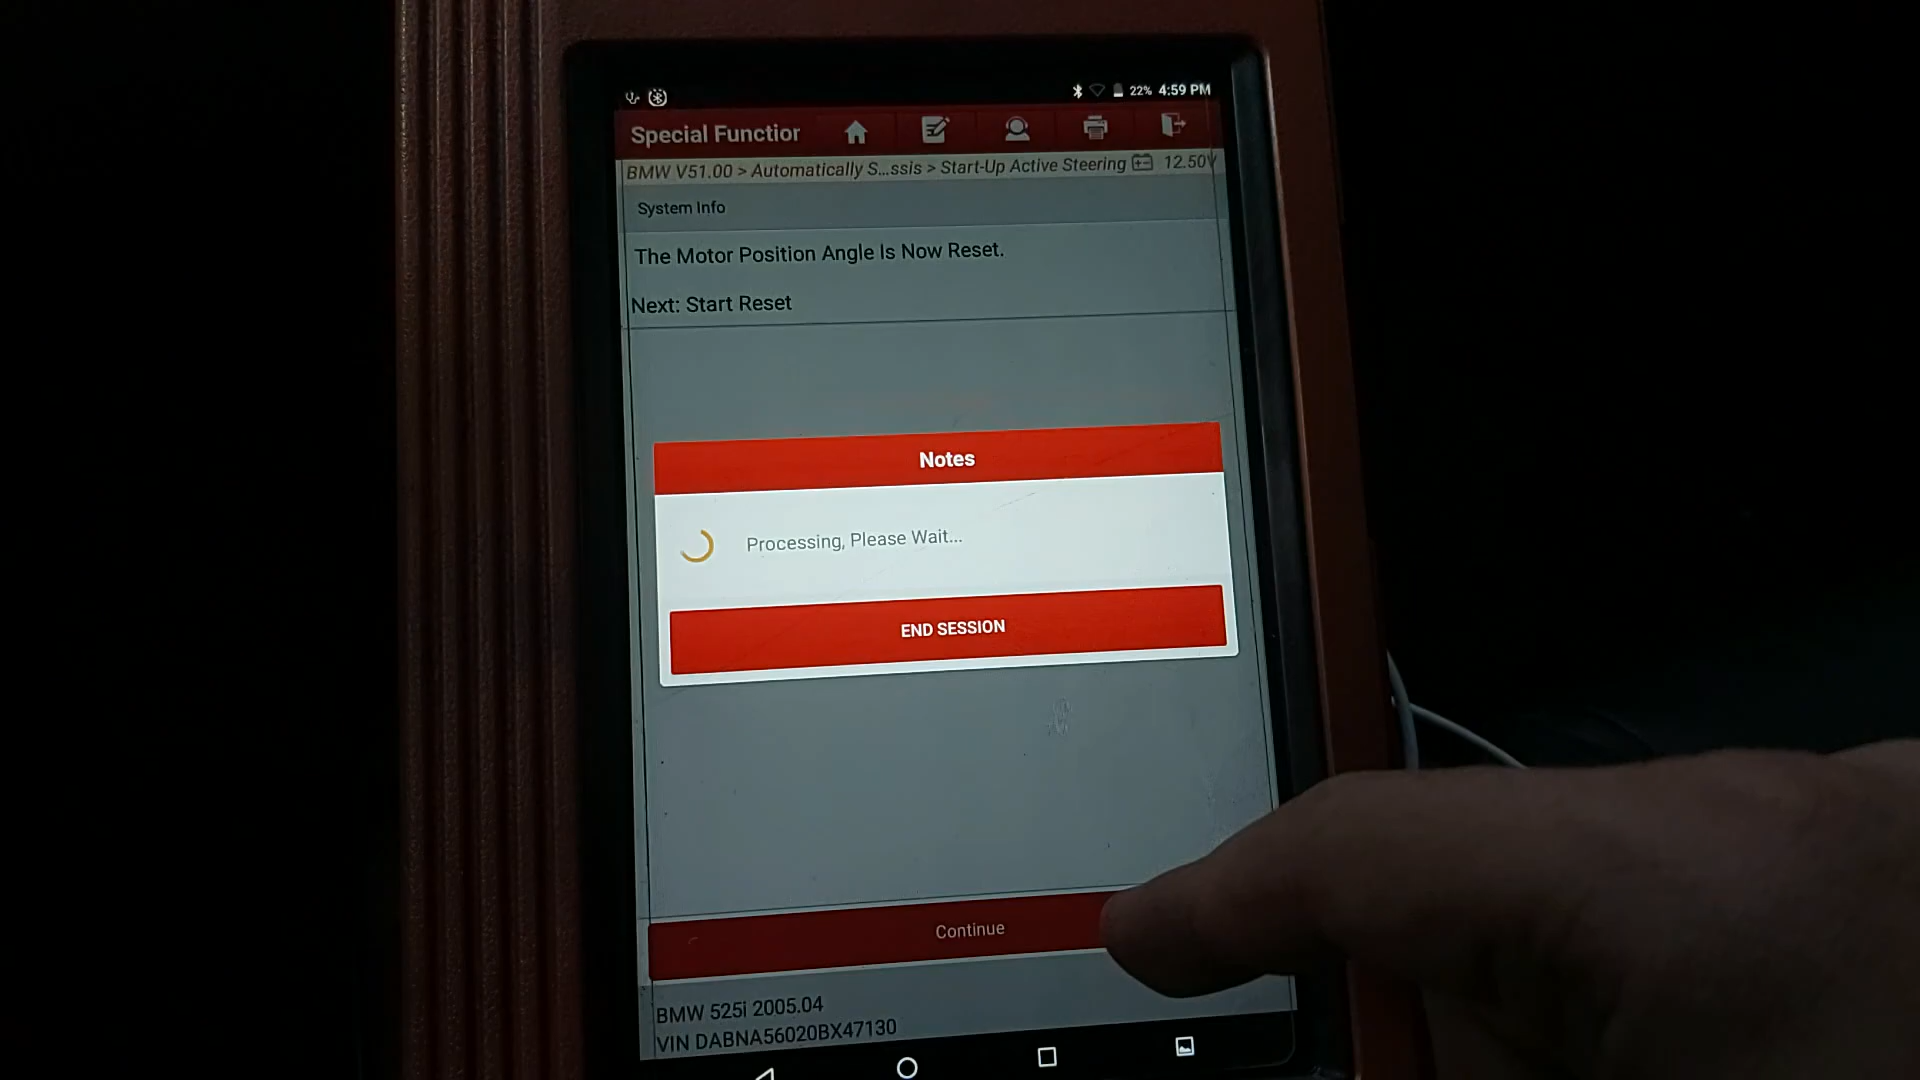 22% 4:59 PM
Special Function
BMW V51.00 > Automatically S...ssis > Start-Up Active Steering 12.50V
System Info
The Motor Position Angle Is Now Reset.
Next: Start Reset
Notes
Processing, Please Wait...
END SESSION
Continue
BMW 525i 2005.04
VIN DABNA56020BX47130